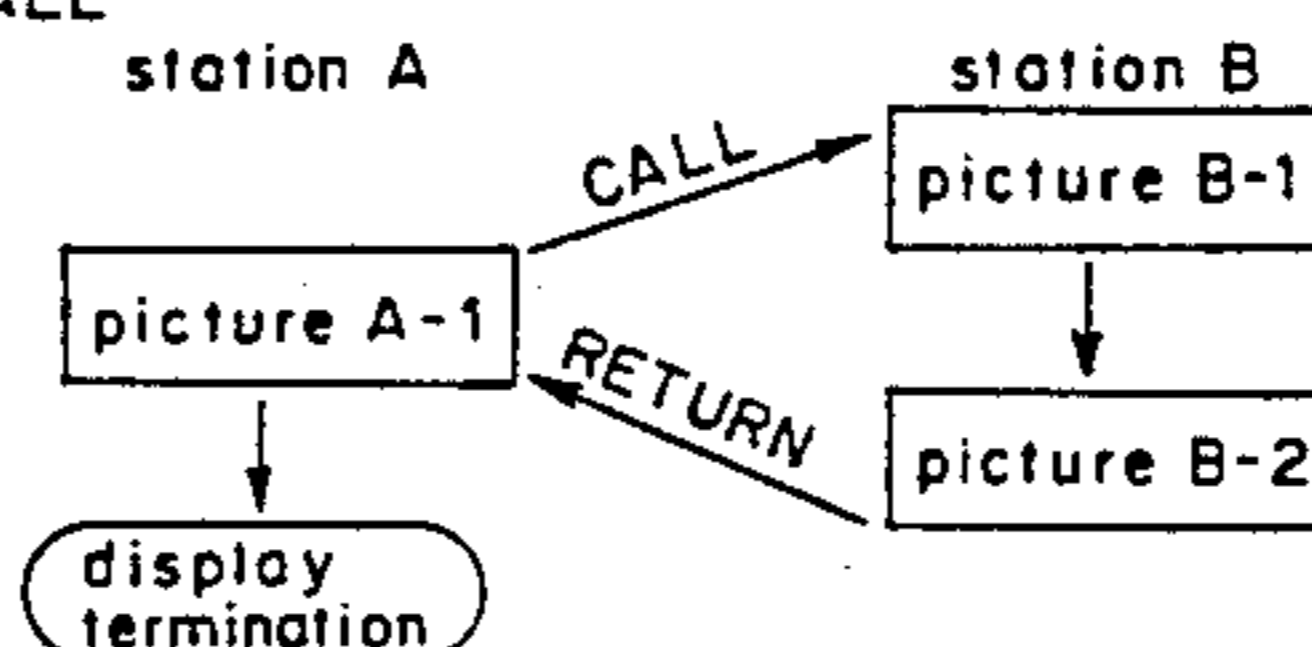 station A
station B
CALL
picture B-1
picture A-1
RETURN
picture B-2
display
termination